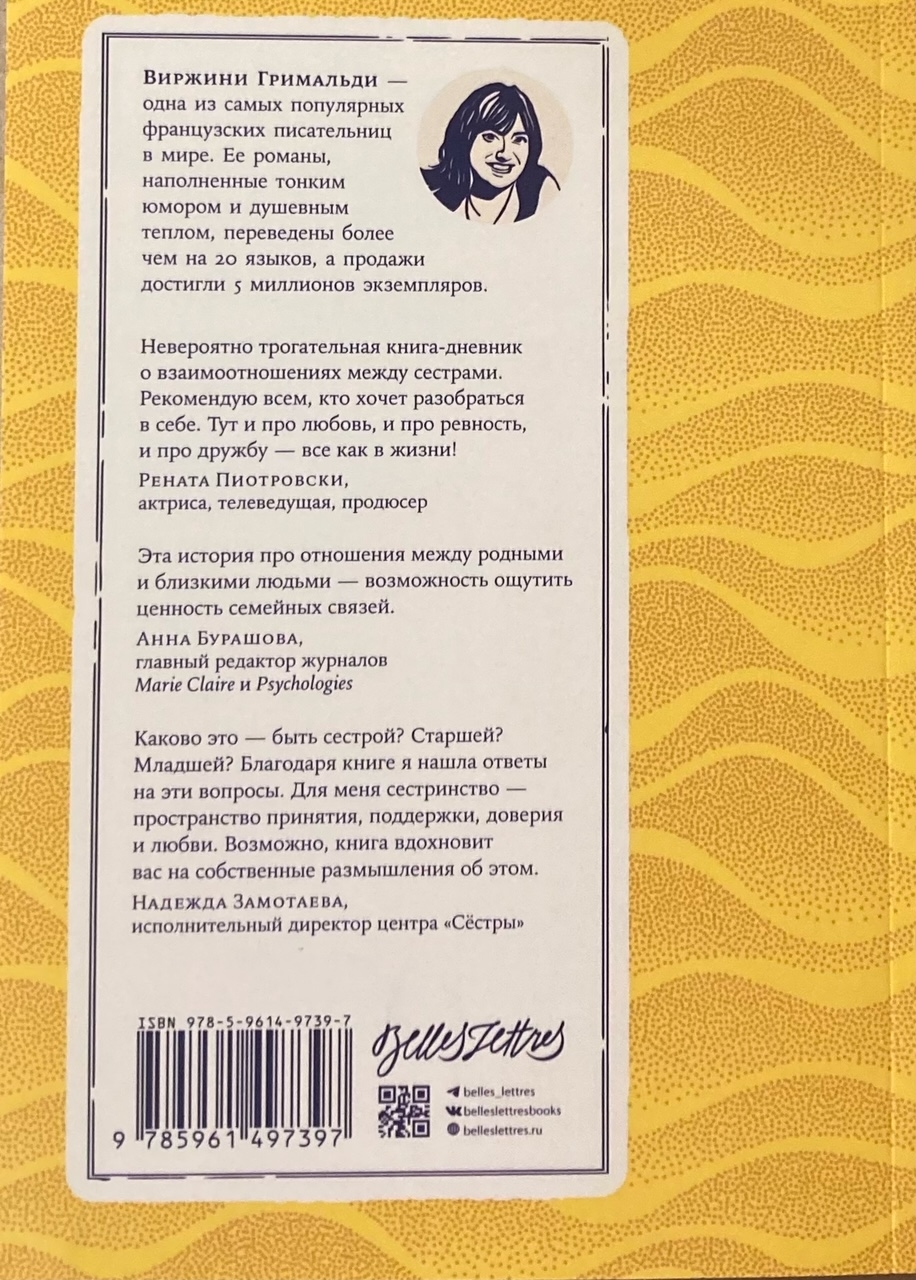 Виржини Гримальди —
одна из самых популярных
французских писательниц
в мире. Ее романы,
наполненные тонким
юмором и душевным
теплом, переведены более
чем на 20 языков, а продажи
достигли 5 миллионов экземпляров.
Невероятно трогательная книга-дневник
о взаимоотношениях между сестрами.
Рекомендую всем, кто хочет разобраться
в себе. Тут и про любовь, и про ревность,
и про дружбу — все как в жизни!
Рената Пиотровски,
актриса, телеведущая, продюсер
Эта история про отношения между родными
и близкими людьми — возможность ощутить
ценность семейных связей.
Анна Бурашова,
главный редактор журналов
Marie Claire и Psychologies
Каково это — быть сестрой? Старшей?
Младшей? Благодаря книге я нашла ответы
на эти вопросы. Для меня сестринство —
пространство принятия, поддержки, доверия
и любви. Возможно, книга вдохновит
вас на собственные размышления об этом.
Надежда Замотаева,
исполнительный директор центра «Сёстры»
ISBN 978-5-9614-9739-7
9 785961 497397
Belles Lettres
belles_lettres
belleslettresbooks
belleslettres.ru